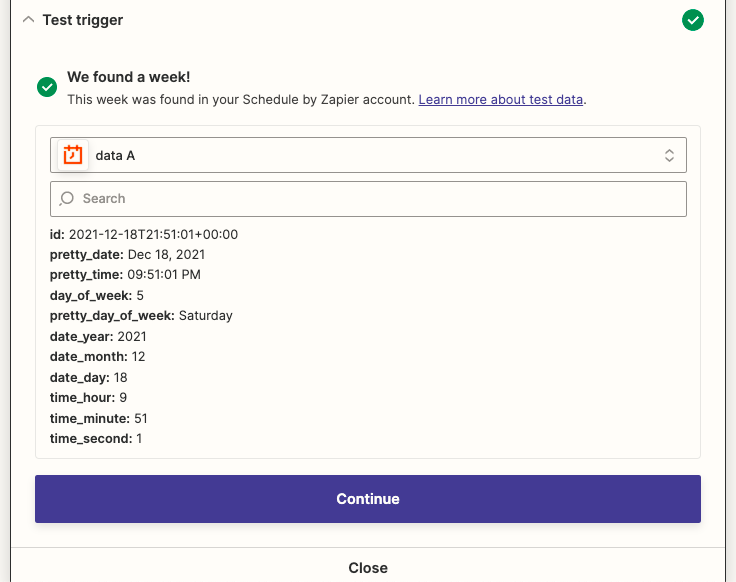 Test trigger
We found a week!
This week was found in your Schedule by Zapier account. Learn more about test data.
data A
Search
id: 2021-12-18T21:51:01+00:00
pretty_date: Dec 18, 2021
pretty_time: 09:51:01 PM
day_of_week: 5
pretty_day_of_week: Saturday
date_year: 2021
date_month: 12
date_day: 18
time_hour: 9
time_minute: 51
time_second: 1
Continue
Close